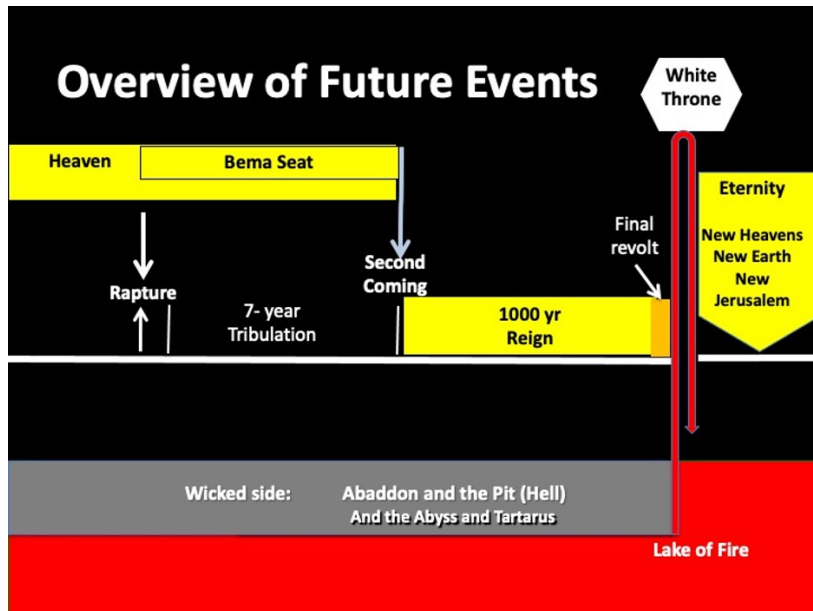 Overview of Future Events
White
Throne
Heaven
Bema Seat
Eternity
New Heavens
New Earth
New
Jerusalem
Final
revolt
Second
Coming
Rapture
7- year
Tribulation
1000 yr
Reign
Wicked side: Abaddon and the Pit (Hell)
And the Abyss and Tartarus
Lake of Fire